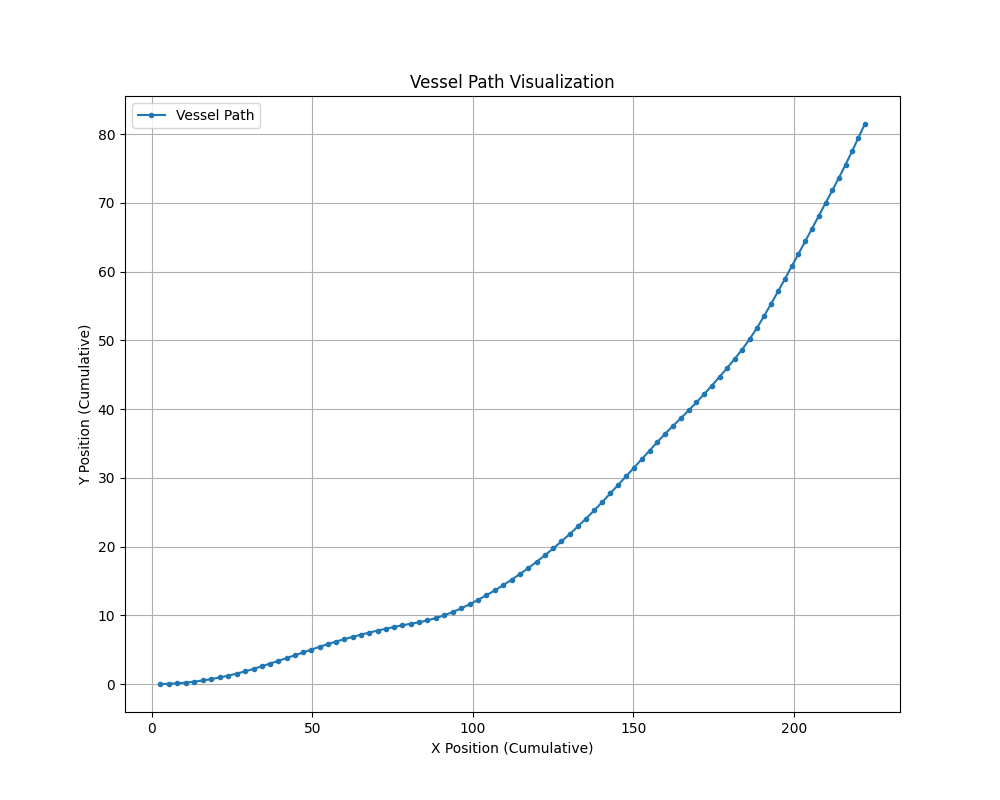 Vessel Path Visualization
Vessel Path
80
70
60
50
40
30
20
10
0
Y Position (Cumulative)
0 50 100 150 200
X Position (Cumulative)